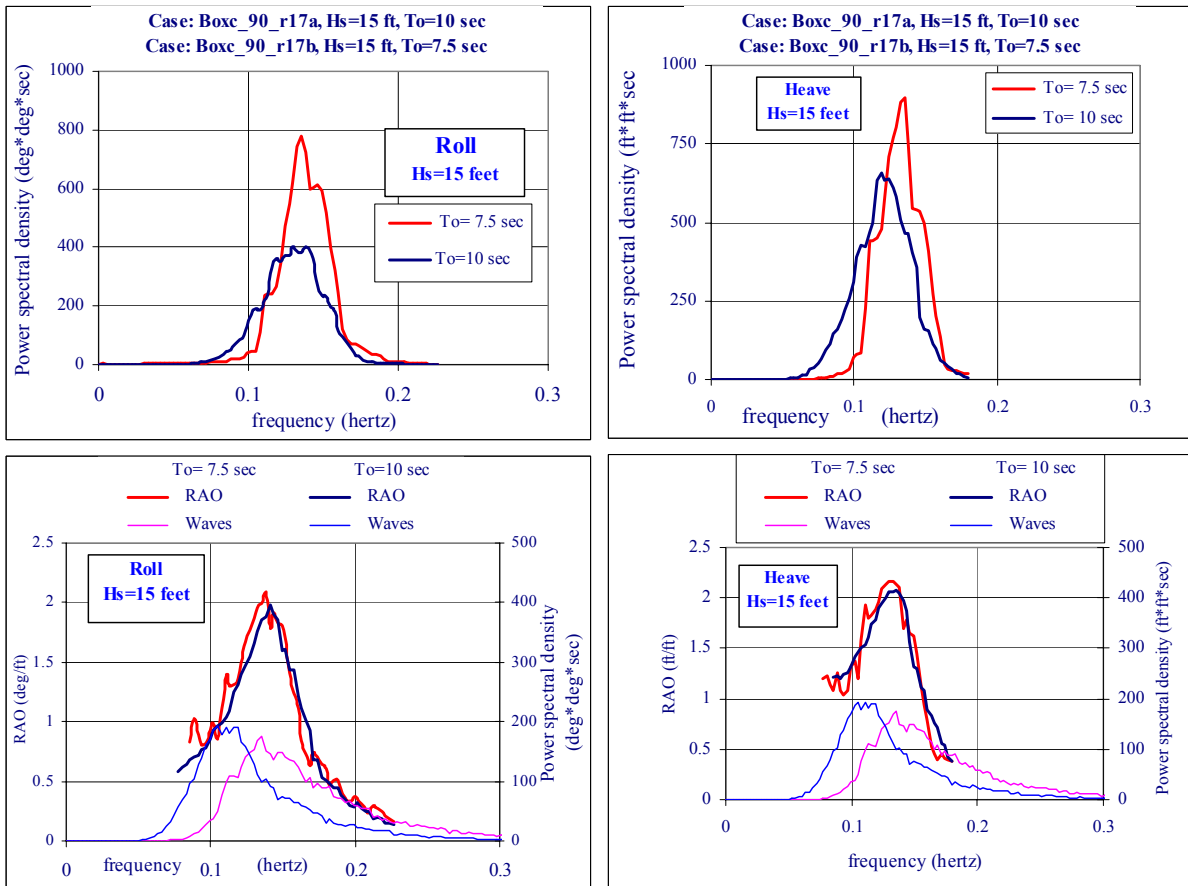 Case: Boxc_90_r17a, Hs=15 ft, To=10 sec
Case: Boxc_90_r17b, Hs=15 ft, To=7.5 sec
Power spectral density (deg*deg*sec)
1000
800
600
400
200
0
Roll
Hs=15 feet
To= 7.5 sec
To=10 sec
0
0.1
0.2
0.3
frequency (hertz)
Case: Boxc_90_r17a, Hs=15 ft, To=10 sec
Case: Boxc_90_r17b, Hs=15 ft, To=7.5 sec
Power spectral density (ft*ft*sec
1000
750
500
250
0
Heave
Hs=15 feet
To= 7.5 sec
To= 10 sec
0
0.1
0.2
0.3
frequency (hertz)
To= 7.5 sec To=10 sec
RAO RAO
Waves Waves
RAO (deg/ft)
2.5
2
1.5
1
0.5
0
Roll
Hs=15 feet
500
400
300
200
100
0
Power spectral density
(deg*deg*sec)
0
0.1
0.2
0.3
frequency (hertz)
To= 7.5 sec To= 10 sec
RAO RAO
Waves Waves
RAO (ft/ft)
2.5
2
1.5
1
0.5
0
Heave
Hs=15 feet
500
400
300
200
100
0
Power spectral density (ft*ft*sec)
0
0.1
0.2
0.3
frequency (hertz)